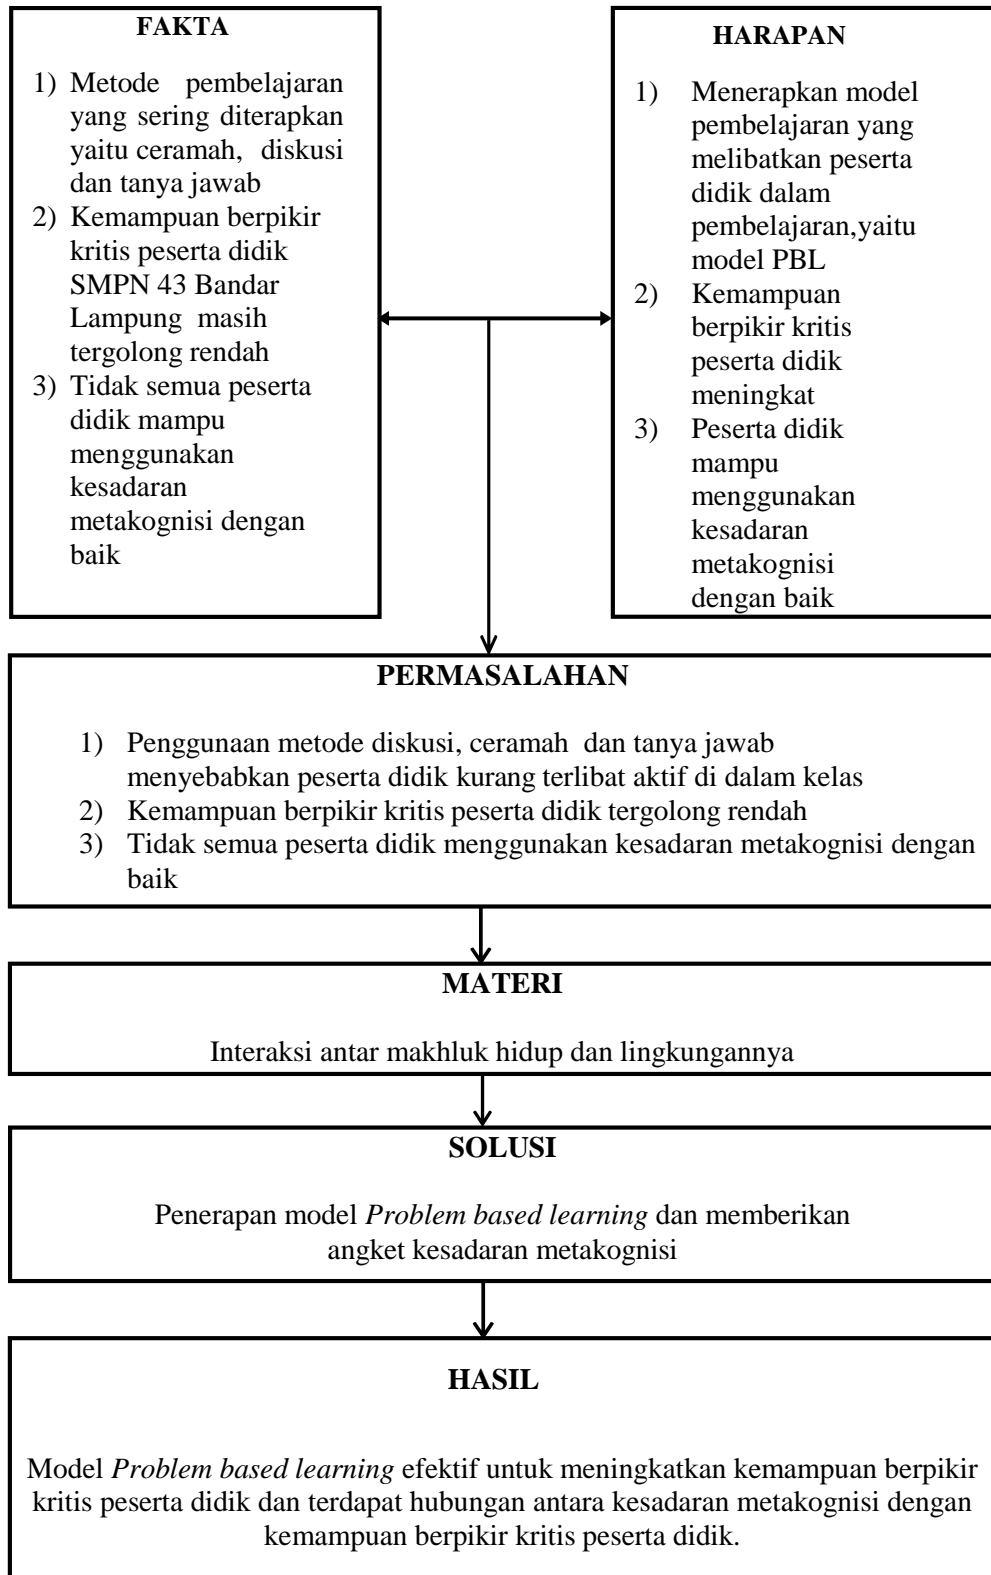 FAKTA
1) Metode pembelajaran
yang sering diterapkan
yaitu ceramah, diskusi
dan tanya jawab
2) Kemampuan berpikir
kritis peserta didik
SMPN 43 Bandar
Lampung masih
tergolong rendah
3) Tidak semua peserta
didik mampu
menggunakan
kesadaran
metakognisi dengan
baik
HARAPAN
1) Menerapkan model
pembelajaran yang
melibatkan peserta
didik dalam
pembelajaran,yaitu
model PBL
2) Kemampuan
berpikir kritis
peserta didik
meningkat
3) Peserta didik
mampu
menggunakan
kesadaran
metakognisi
dengan baik
PERMASALAHAN
1) Penggunaan metode diskusi, ceramah dan tanya jawab
menyebabkan peserta didik kurang terlibat aktif di dalam kelas
2) Kemampuan berpikir kritis peserta didik tergolong rendah
3) Tidak semua peserta didik menggunakan kesadaran metakognisi dengan
baik
MATERI
Interaksi antar makhluk hidup dan lingkungannya
SOLUSI
Penerapan model Problem based learning dan memberikan
angket kesadaran metakognisi
HASIL
Model Problem based learning efektif untuk meningkatkan kemampuan berpikir
kritis peserta didik dan terdapat hubungan antara kesadaran metakognisi dengan
kemampuan berpikir kritis peserta didik.